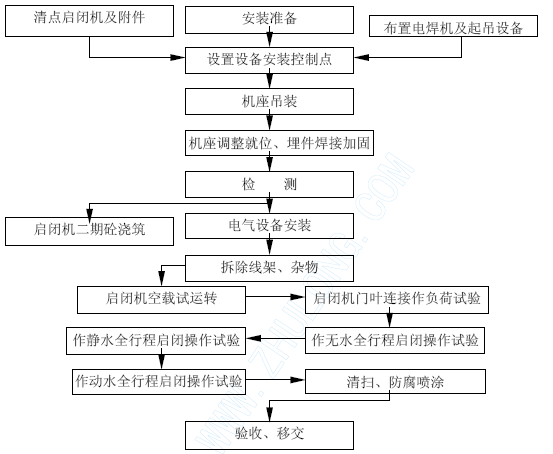 清点启闭机及附件
安装准备
布置电焊机及起吊设备
设置设备安装控制点
机座吊装
机座调整就位、埋件焊接加固
检 测
启闭机二期砼浇筑
电气设备安装
拆除线架、杂物
启闭机空载试运转
启闭机门叶连接作负荷试验
作静水全行程启闭操作试验
作无水全行程启闭操作试验
作动水全行程启闭操作试验
清扫、防腐喷涂
验收、移交